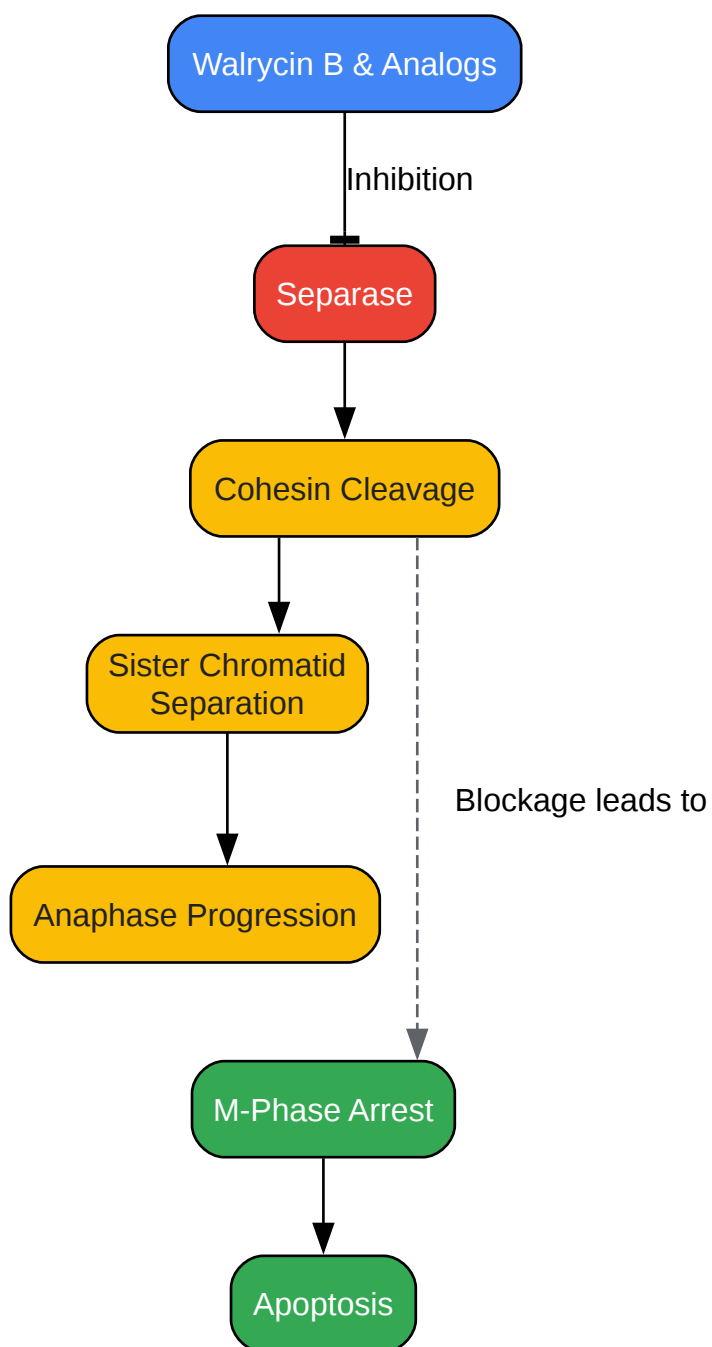 Walrycin B & Analogs
Inhibition
Separase
Cohesin Cleavage
Sister Chromatid
Separation
Blockage leads to
Anaphase Progression
M-Phase Arrest
Apoptosis